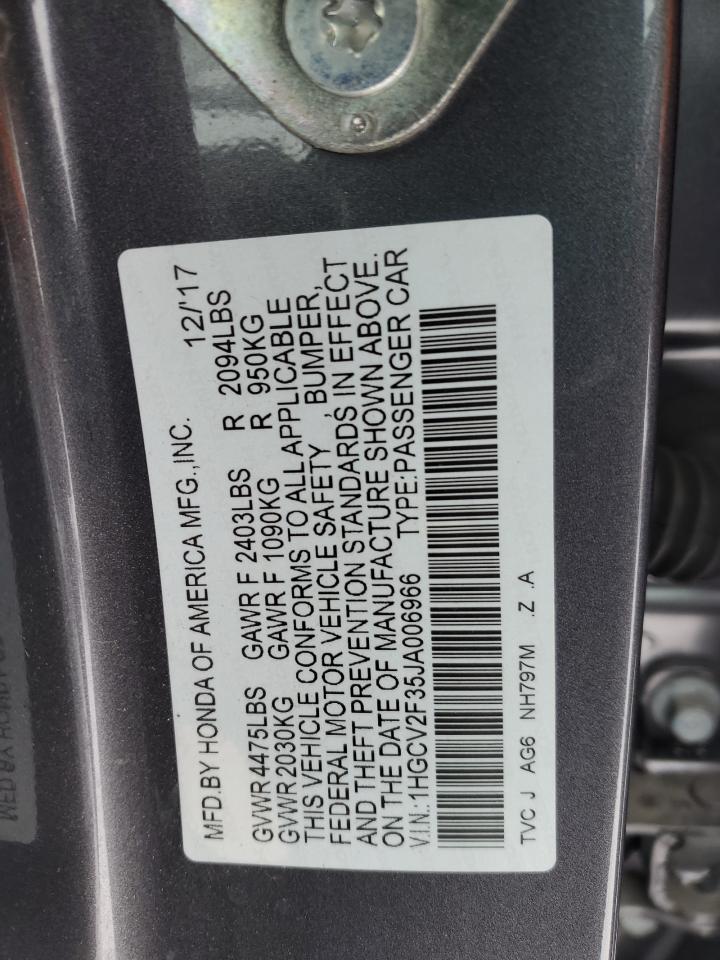 MFD.BY HONDA OF AMERICA MFG.,INC. 12/'17
GVWR 4475LBS GAWR F 2403LBS R 2094LBS
GVWR 2030KG GAWR F 1090KG R 950KG
THIS VEHICLE CONFORMS TO ALL APPLICABLE
FEDERAL MOTOR VEHICLE SAFETY , BUMPER,
AND THEFT PREVENTION STANDARDS IN EFFECT
ON THE DATE OF MANUFACTURE SHOWN ABOVE.
V.I.N.: 1HGCV2F35JA006966 TYPE:PASSENGER CAR
TVC J AG6 NH797M .Z .A